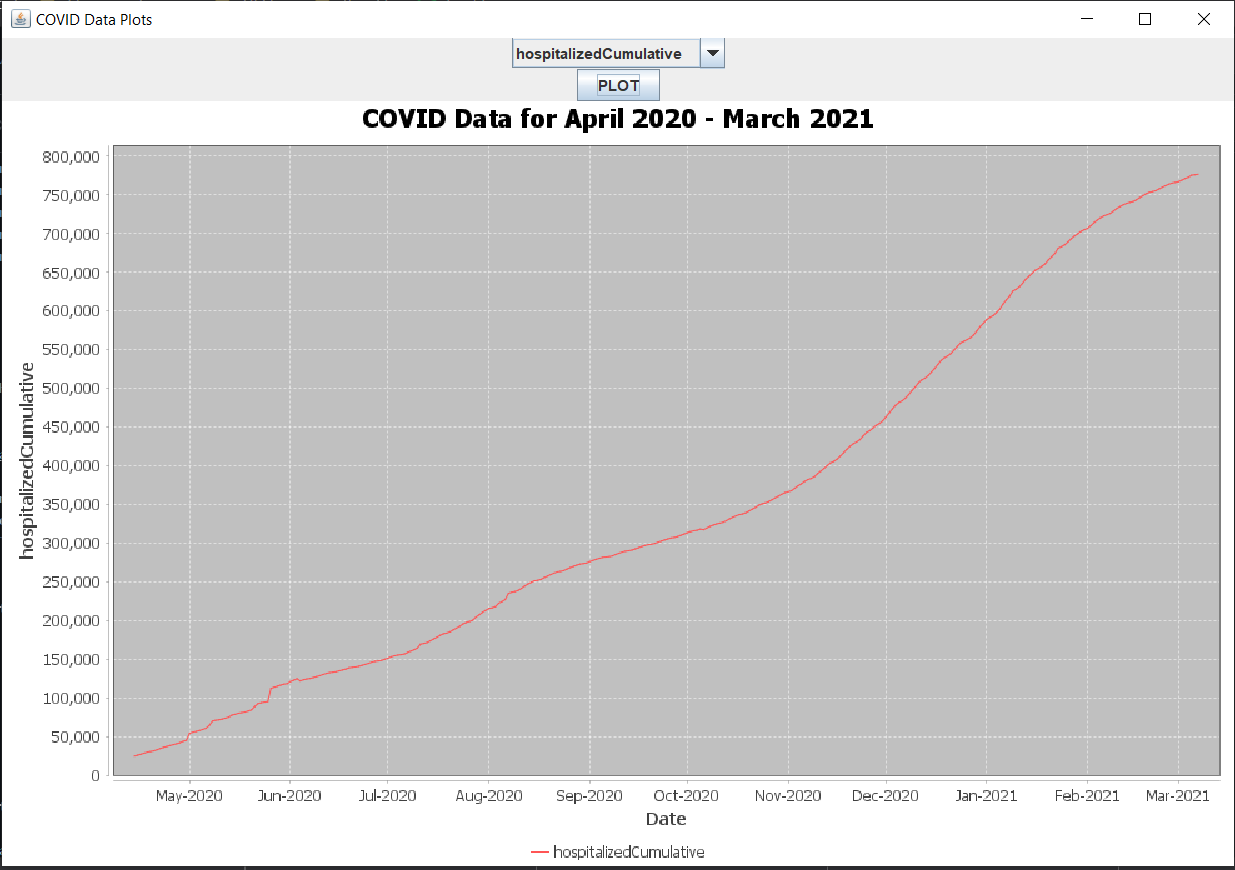 COVID Data Plots
hospitalizedCumulative
PLOT
COVID Data for April 2020 - March 2021
800,000
750,000
700,000
650,000
600,000
550,000
500,000
450,000
400,000
350,000
300,000
250,000
200,000
150,000
100,000
50,000
0
hospitalizedCumulative
May-2020 Jun-2020 Jul-2020 Aug-2020 Sep-2020 Oct-2020 Nov-2020 Dec-2020 Jan-2021 Feb-2021 Mar-2021
Date
hospitalizedCumulative